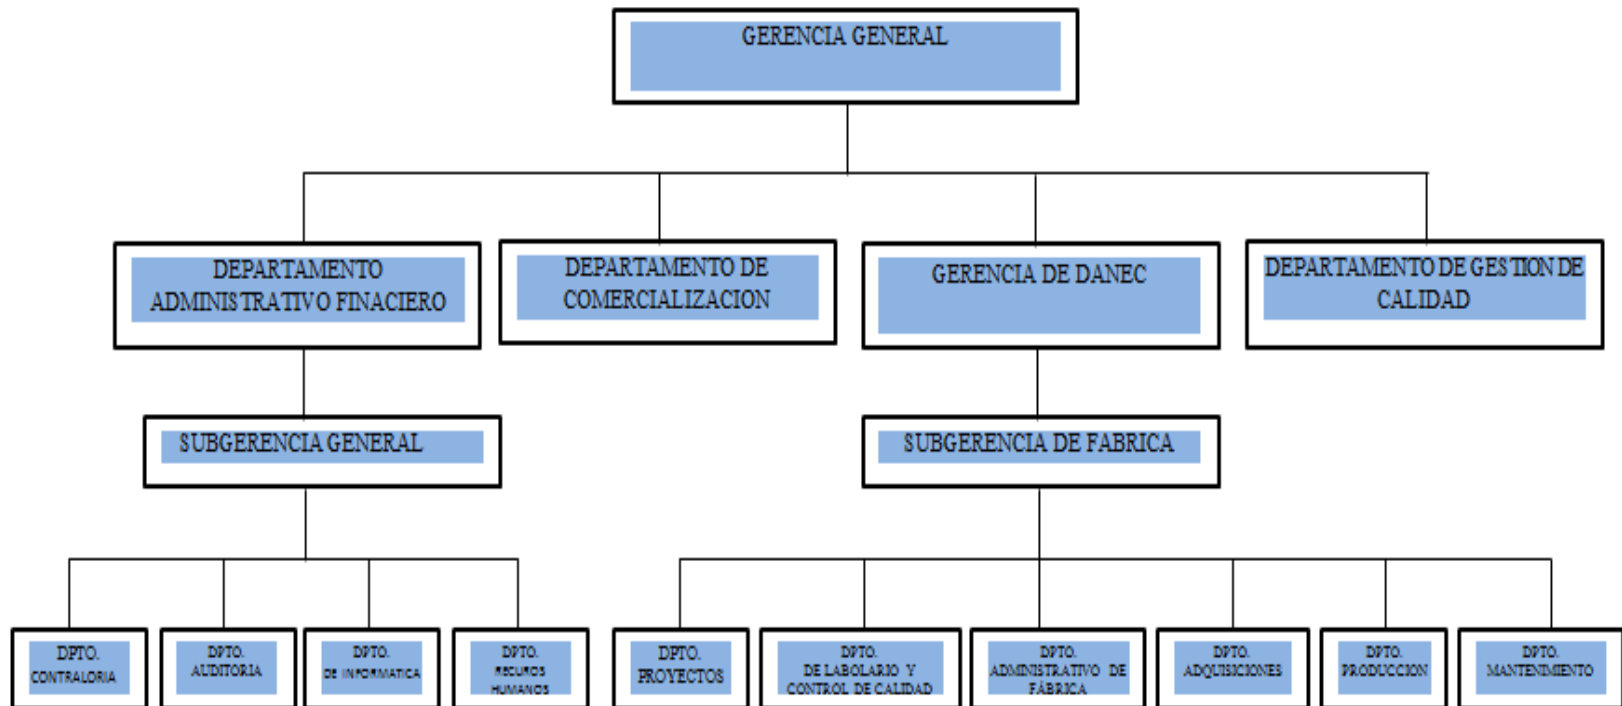 GERENCIA GENERAL
DEPARTAMENTO
ADMINISTRATIVO FINACIERO
DEPARTAMENTO DE
COMERCIALIZACION
GERENCIA DE DANEC
DEPARTAMENTO DE GESTION DE
CALIDAD
SUBGERENCIA GENERAL
SUBGERENCIA DE FABRICA
DPTO.
CONTRALORIA
DPTO.
AUDITORIA
DPTO.
DE INFORMATICA
DPTO.
RECUROS
HUMANOS
DPTO.
PROYECTOS
DPTO.
DE LABOLARIO Y
CONTROL DE CALIDAD
DPTO.
ADMINISTRATIVO DE
FÁBRICA
DPTO.
ADQUISICIONES
DPTO.
PRODUCCION
DPTO.
MANTENIMIENTO